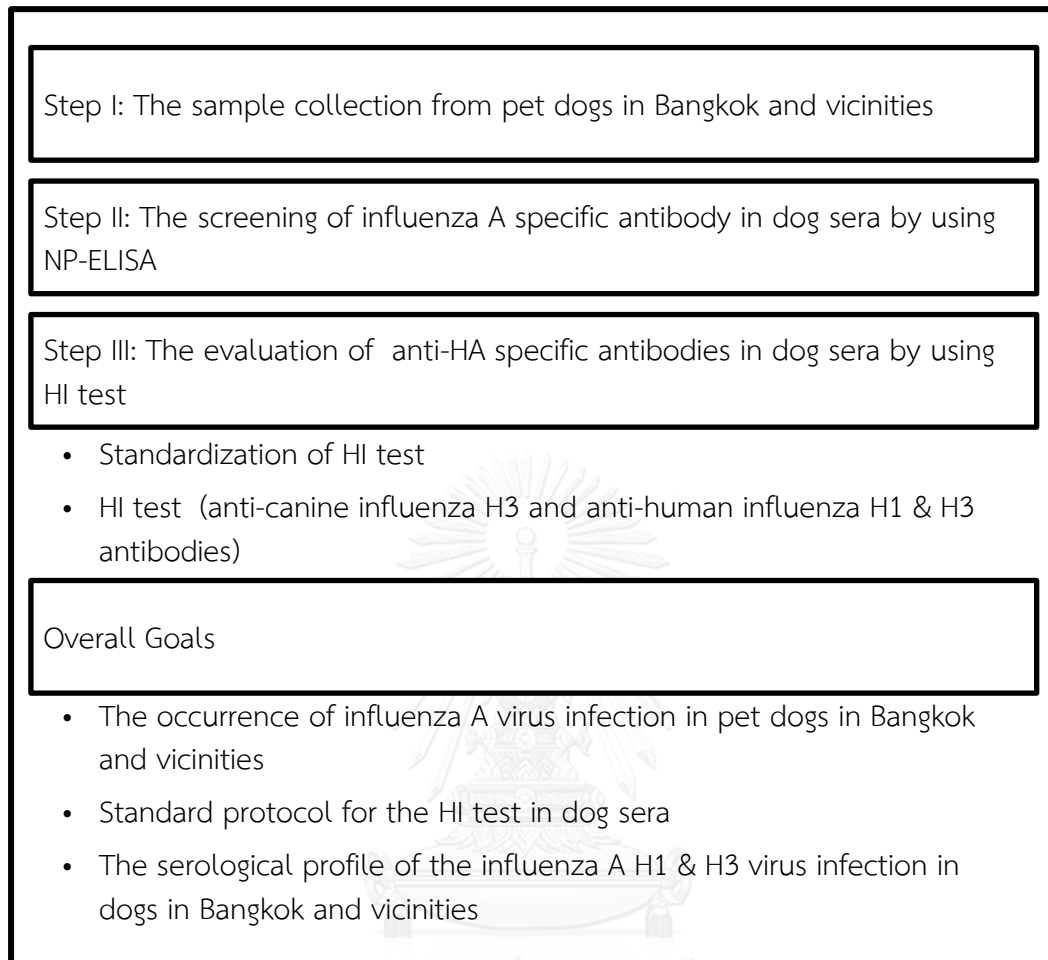 Step I: The sample collection from pet dogs in Bangkok and vicinities
Step II: The screening of influenza A specific antibody in dog sera by using
NP-ELISA
Step III: The evaluation of anti-HA specific antibodies in dog sera by using
HI test
• Standardization of HI test
• HI test (anti-canine influenza H3 and anti-human influenza H1 & H3
antibodies)
Overall Goals
• The occurrence of influenza A virus infection in pet dogs in Bangkok
and vicinities
• Standard protocol for the HI test in dog sera
• The serological profile of the influenza A H1 & H3 virus infection in
dogs in Bangkok and vicinities